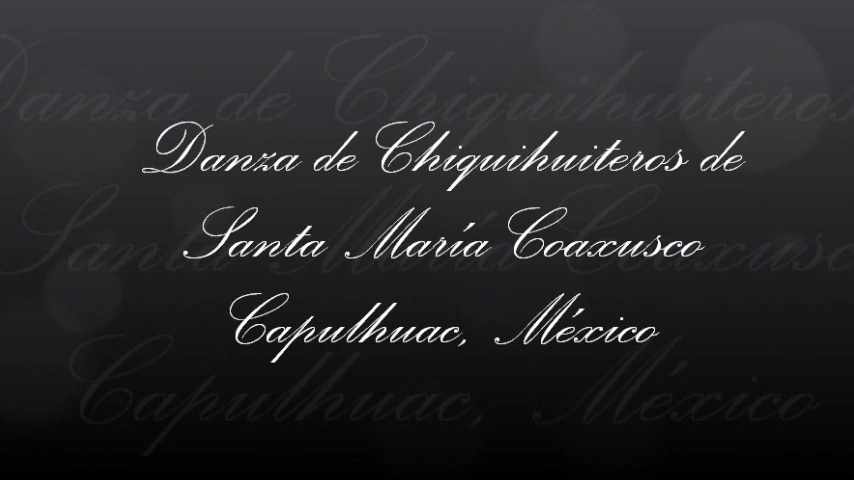 Danza de Chiquihuiteros de
Santa María Coaxusco
Capulhuac, México